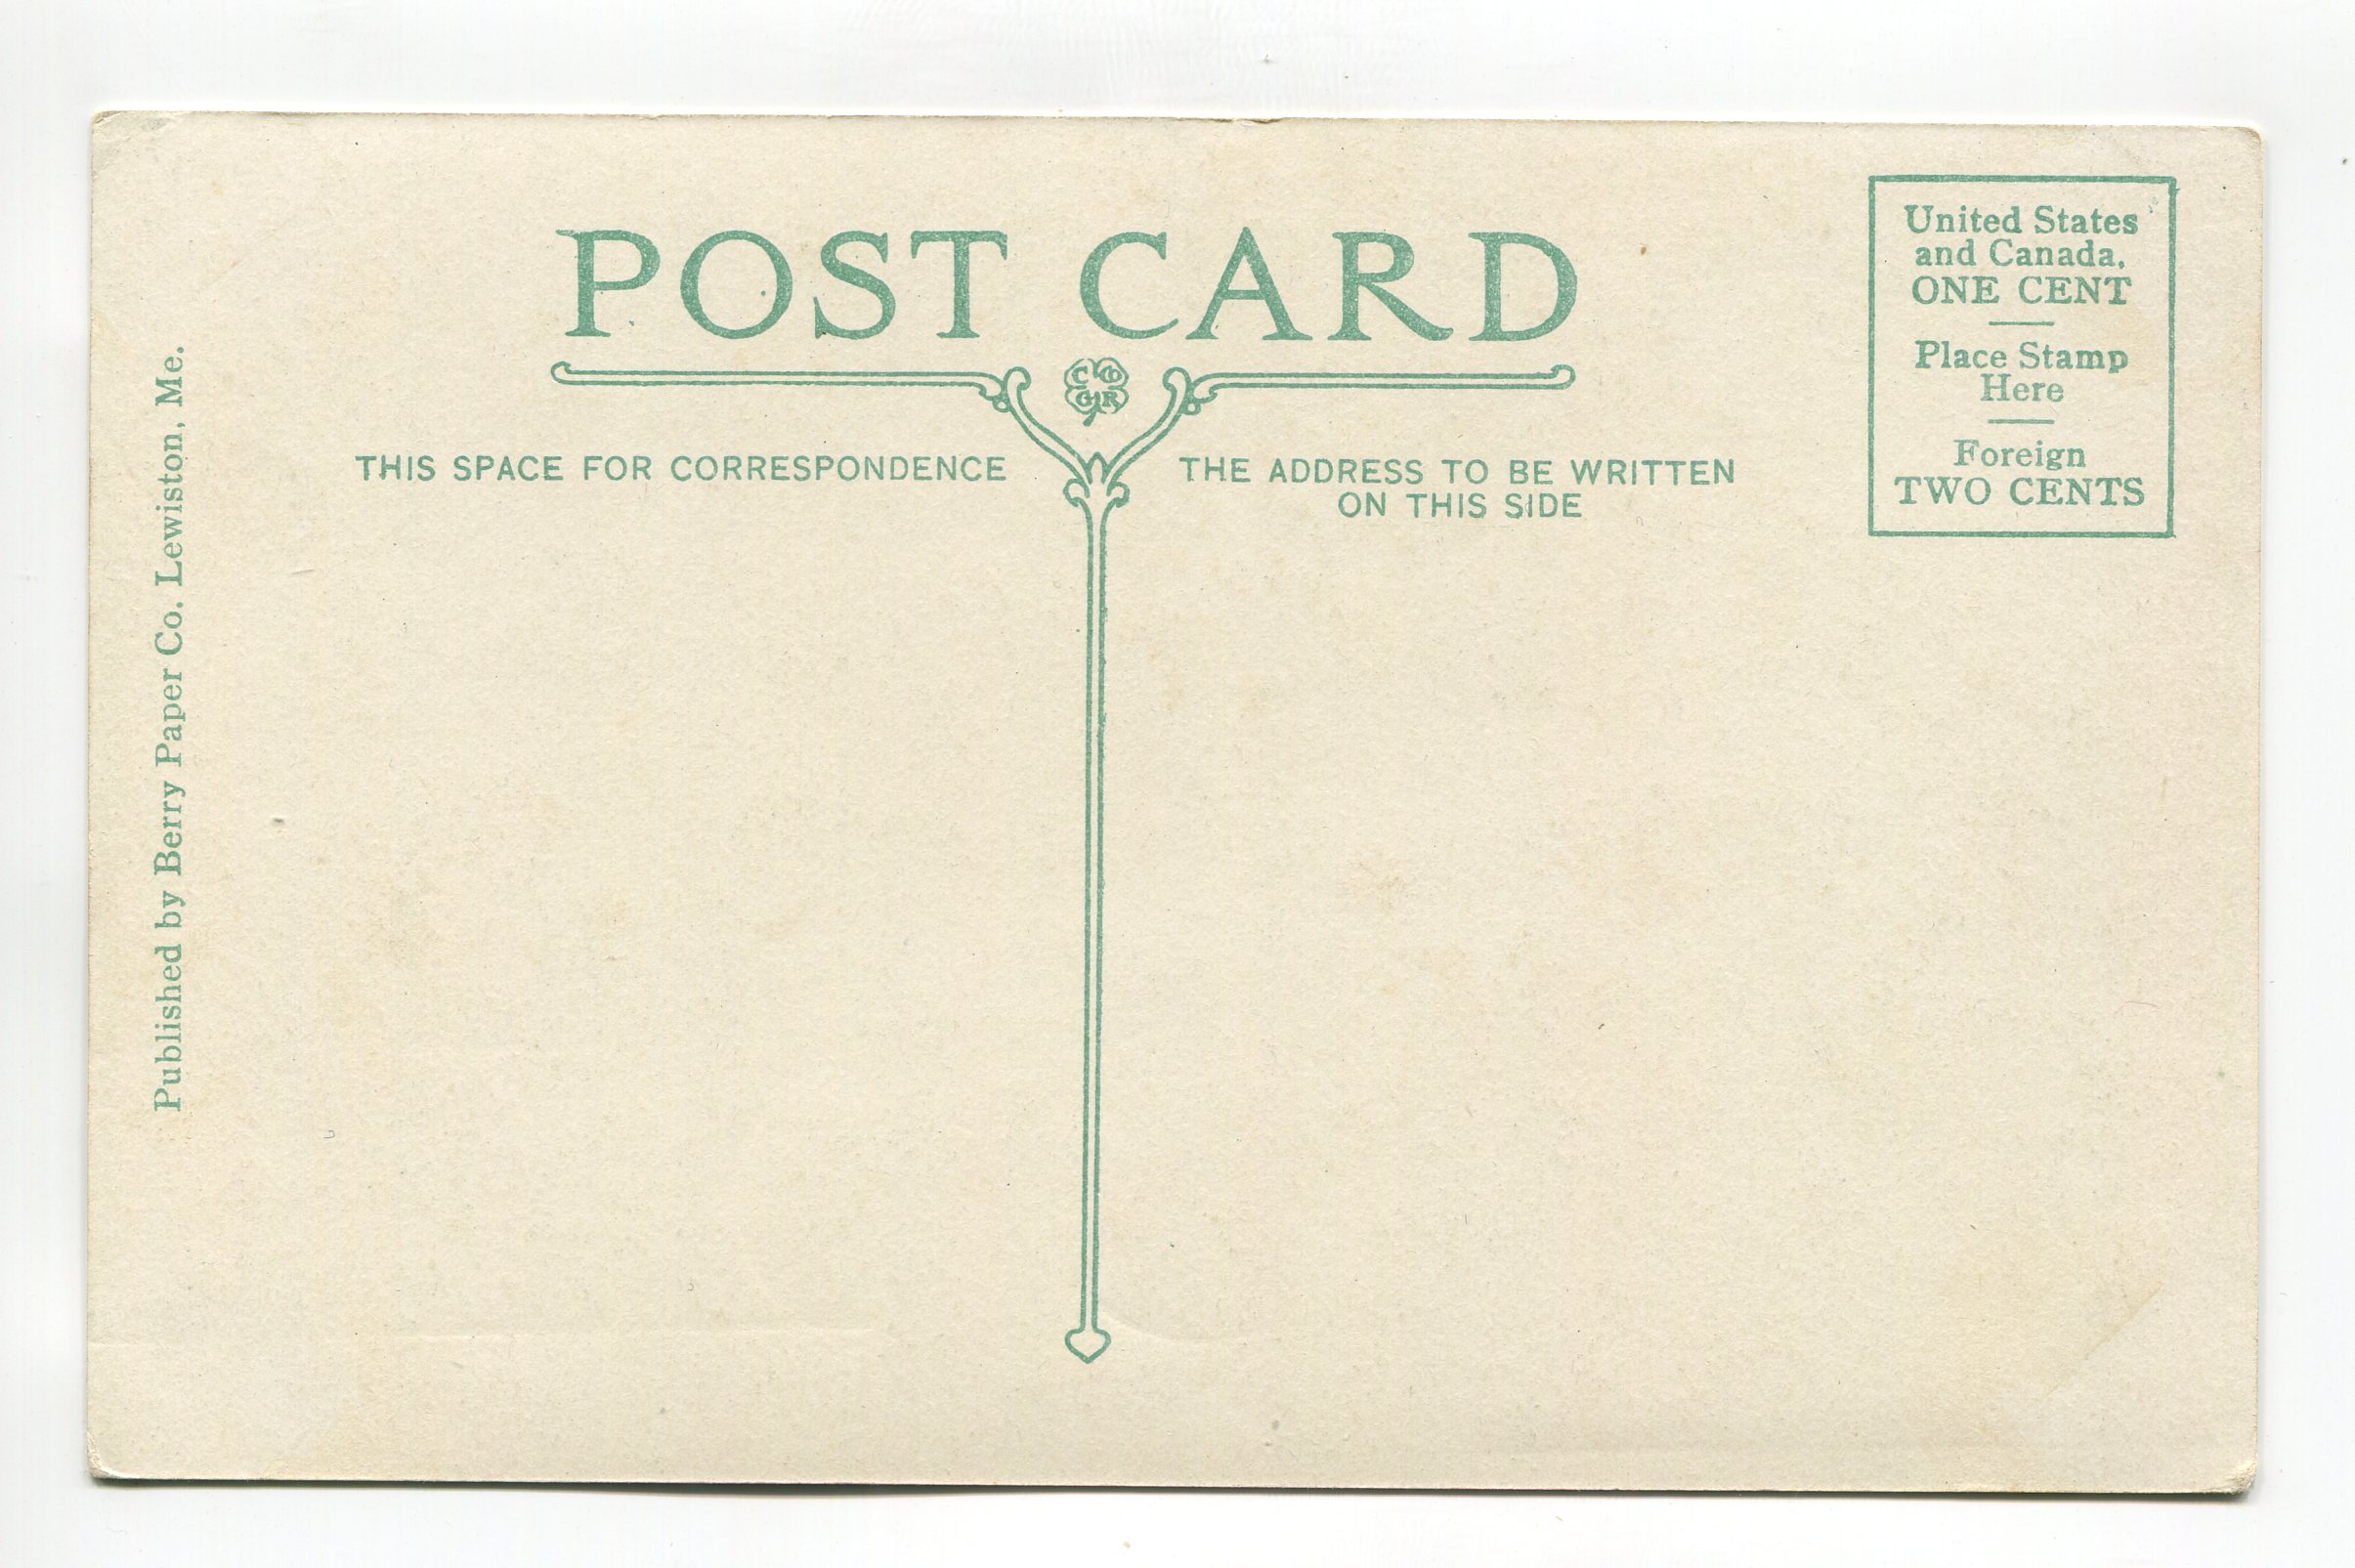 POST CARD
United States
and Canada,
ONE CENT
Place Stamp
Here
Foreign
TWO CENTS
THIS SPACE FOR CORRESPONDENCE
THE ADDRESS TO BE WRITTEN
ON THIS SIDE
Published by Berry Paper Co. Lewiston, Me.